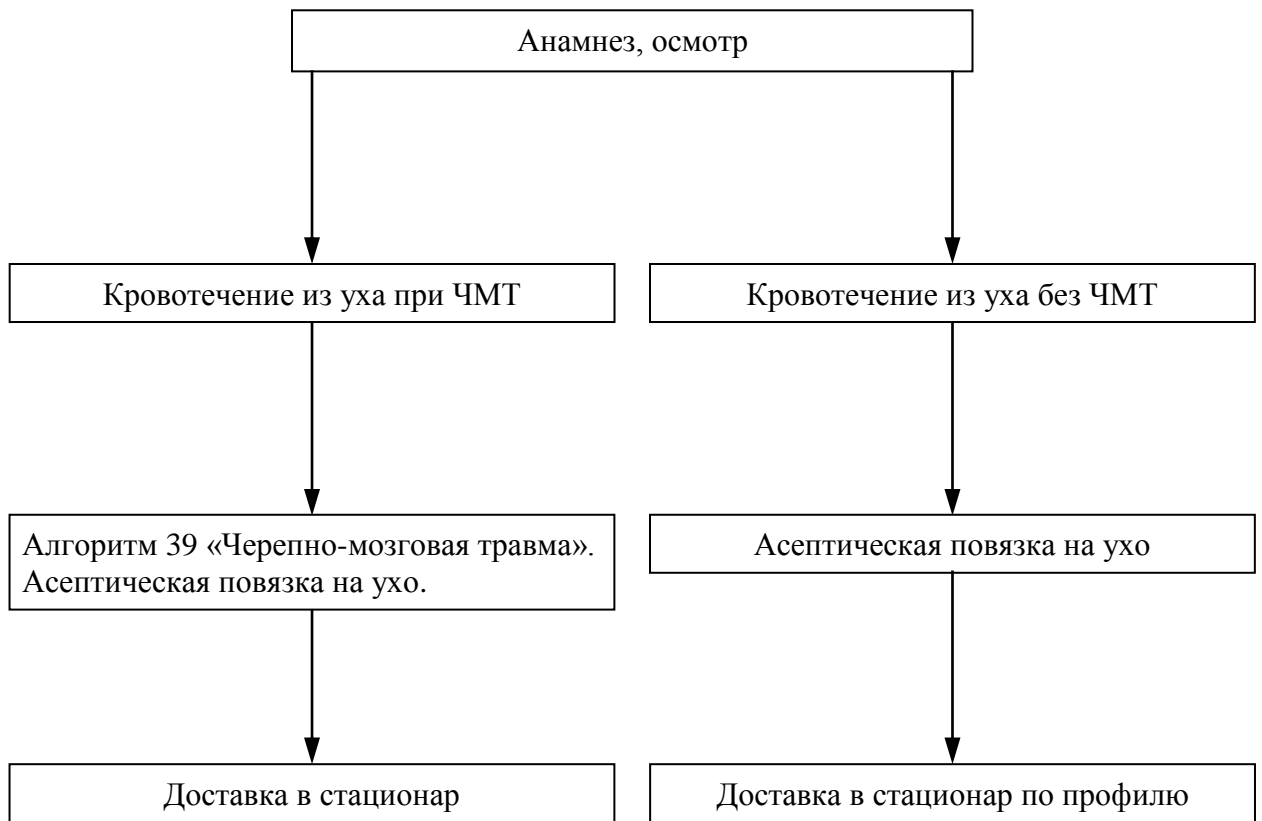 Анамнез, осмотр
Кровотечение из уха при ЧМТ
Кровотечение из уха без ЧМТ
Алгоритм 39 «Черепно-мозговая травма».
Асептическая повязка на ухо.
Асептическая повязка на ухо
Доставка в стационар
Доставка в стационар по профилю